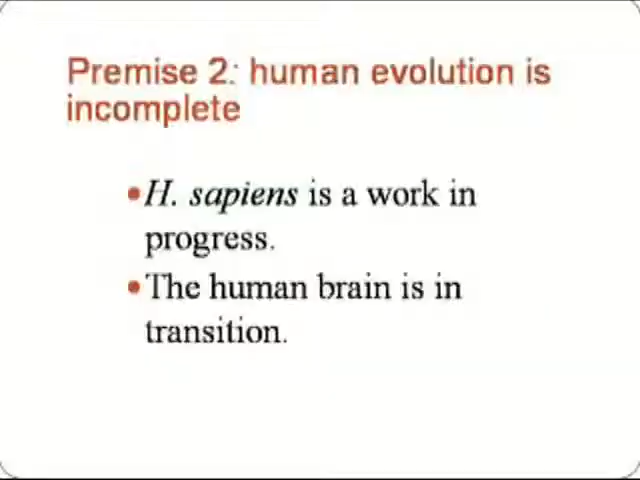 Premise 2: human evolution is
incomplete
•H. sapiens is a work in
progress.
•The human brain is in
transition.